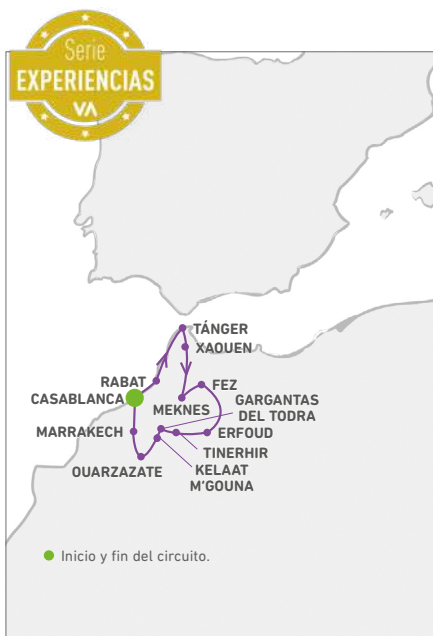 Serie
EXPERIENCIAS
VA
TÁNGER
XAOUEN
RABAT
FEZ
CASABLANCA
MEKNES
GARGANTAS
DEL TODRA
MARRAKECH
ERFOUD
TINERHIR
OUARZAZATE
KELAAT
M'GOUNA
Inicio y fin del circuito.